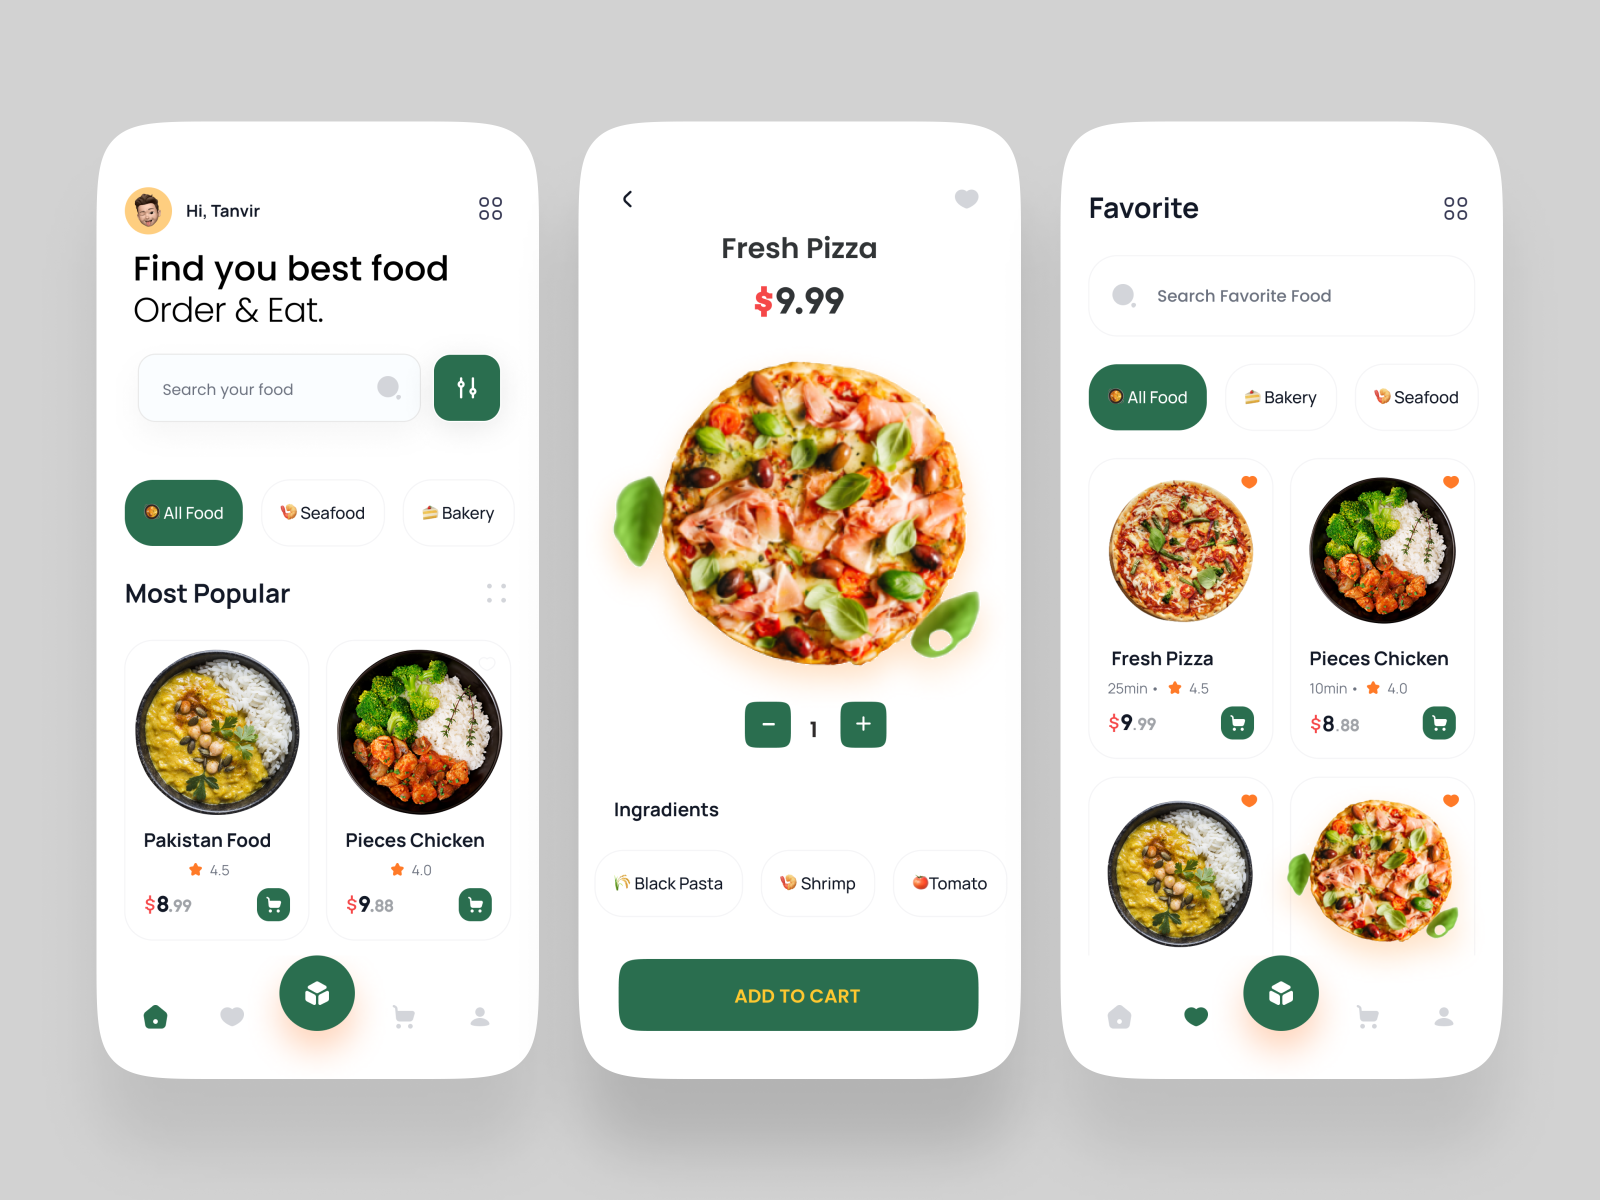 Hi, Tanvir
Find you best food
Order & Eat.
Search your food
All Food
Seafood
Bakery
Most Popular
Pakistan Food
4.5
$8.99
Pieces Chicken
4.0
$9.88
Fresh Pizza
$9.99
1
Ingradients
Black Pasta
Shrimp
Tomato
ADD TO CART
Favorite
Search Favorite Food
All Food
Bakery
Seafood
Fresh Pizza
25min • 4.5
$9.99
Pieces Chicken
10min • 4.0
$8.88